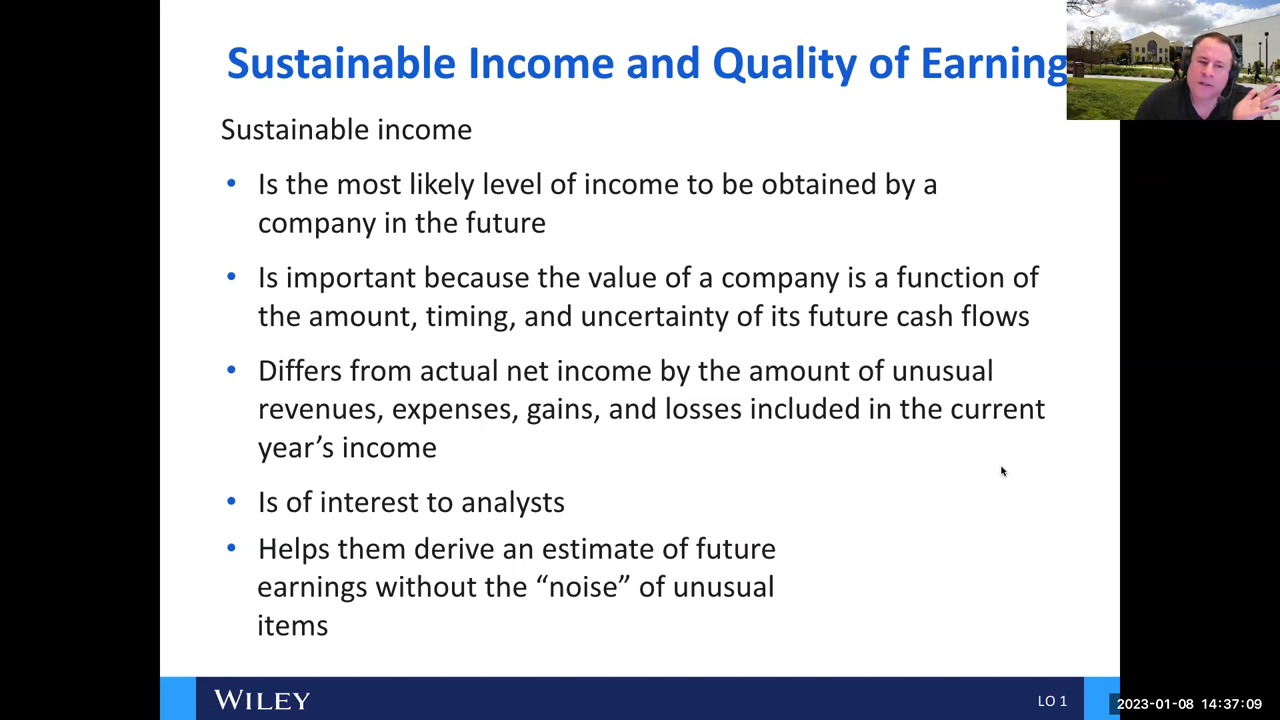 Sustainable Income and Quality of Earning
Sustainable income
• Is the most likely level of income to be obtained by a
company in the future
• Is important because the value of a company is a function of
the amount, timing, and uncertainty of its future cash flows
• Differs from actual net income by the amount of unusual
revenues, expenses, gains, and losses included in the current
year’s income
• Is of interest to analysts
• Helps them derive an estimate of future
earnings without the “noise” of unusual
items
WILEY
LO 1
2023-01-08 14:37:09